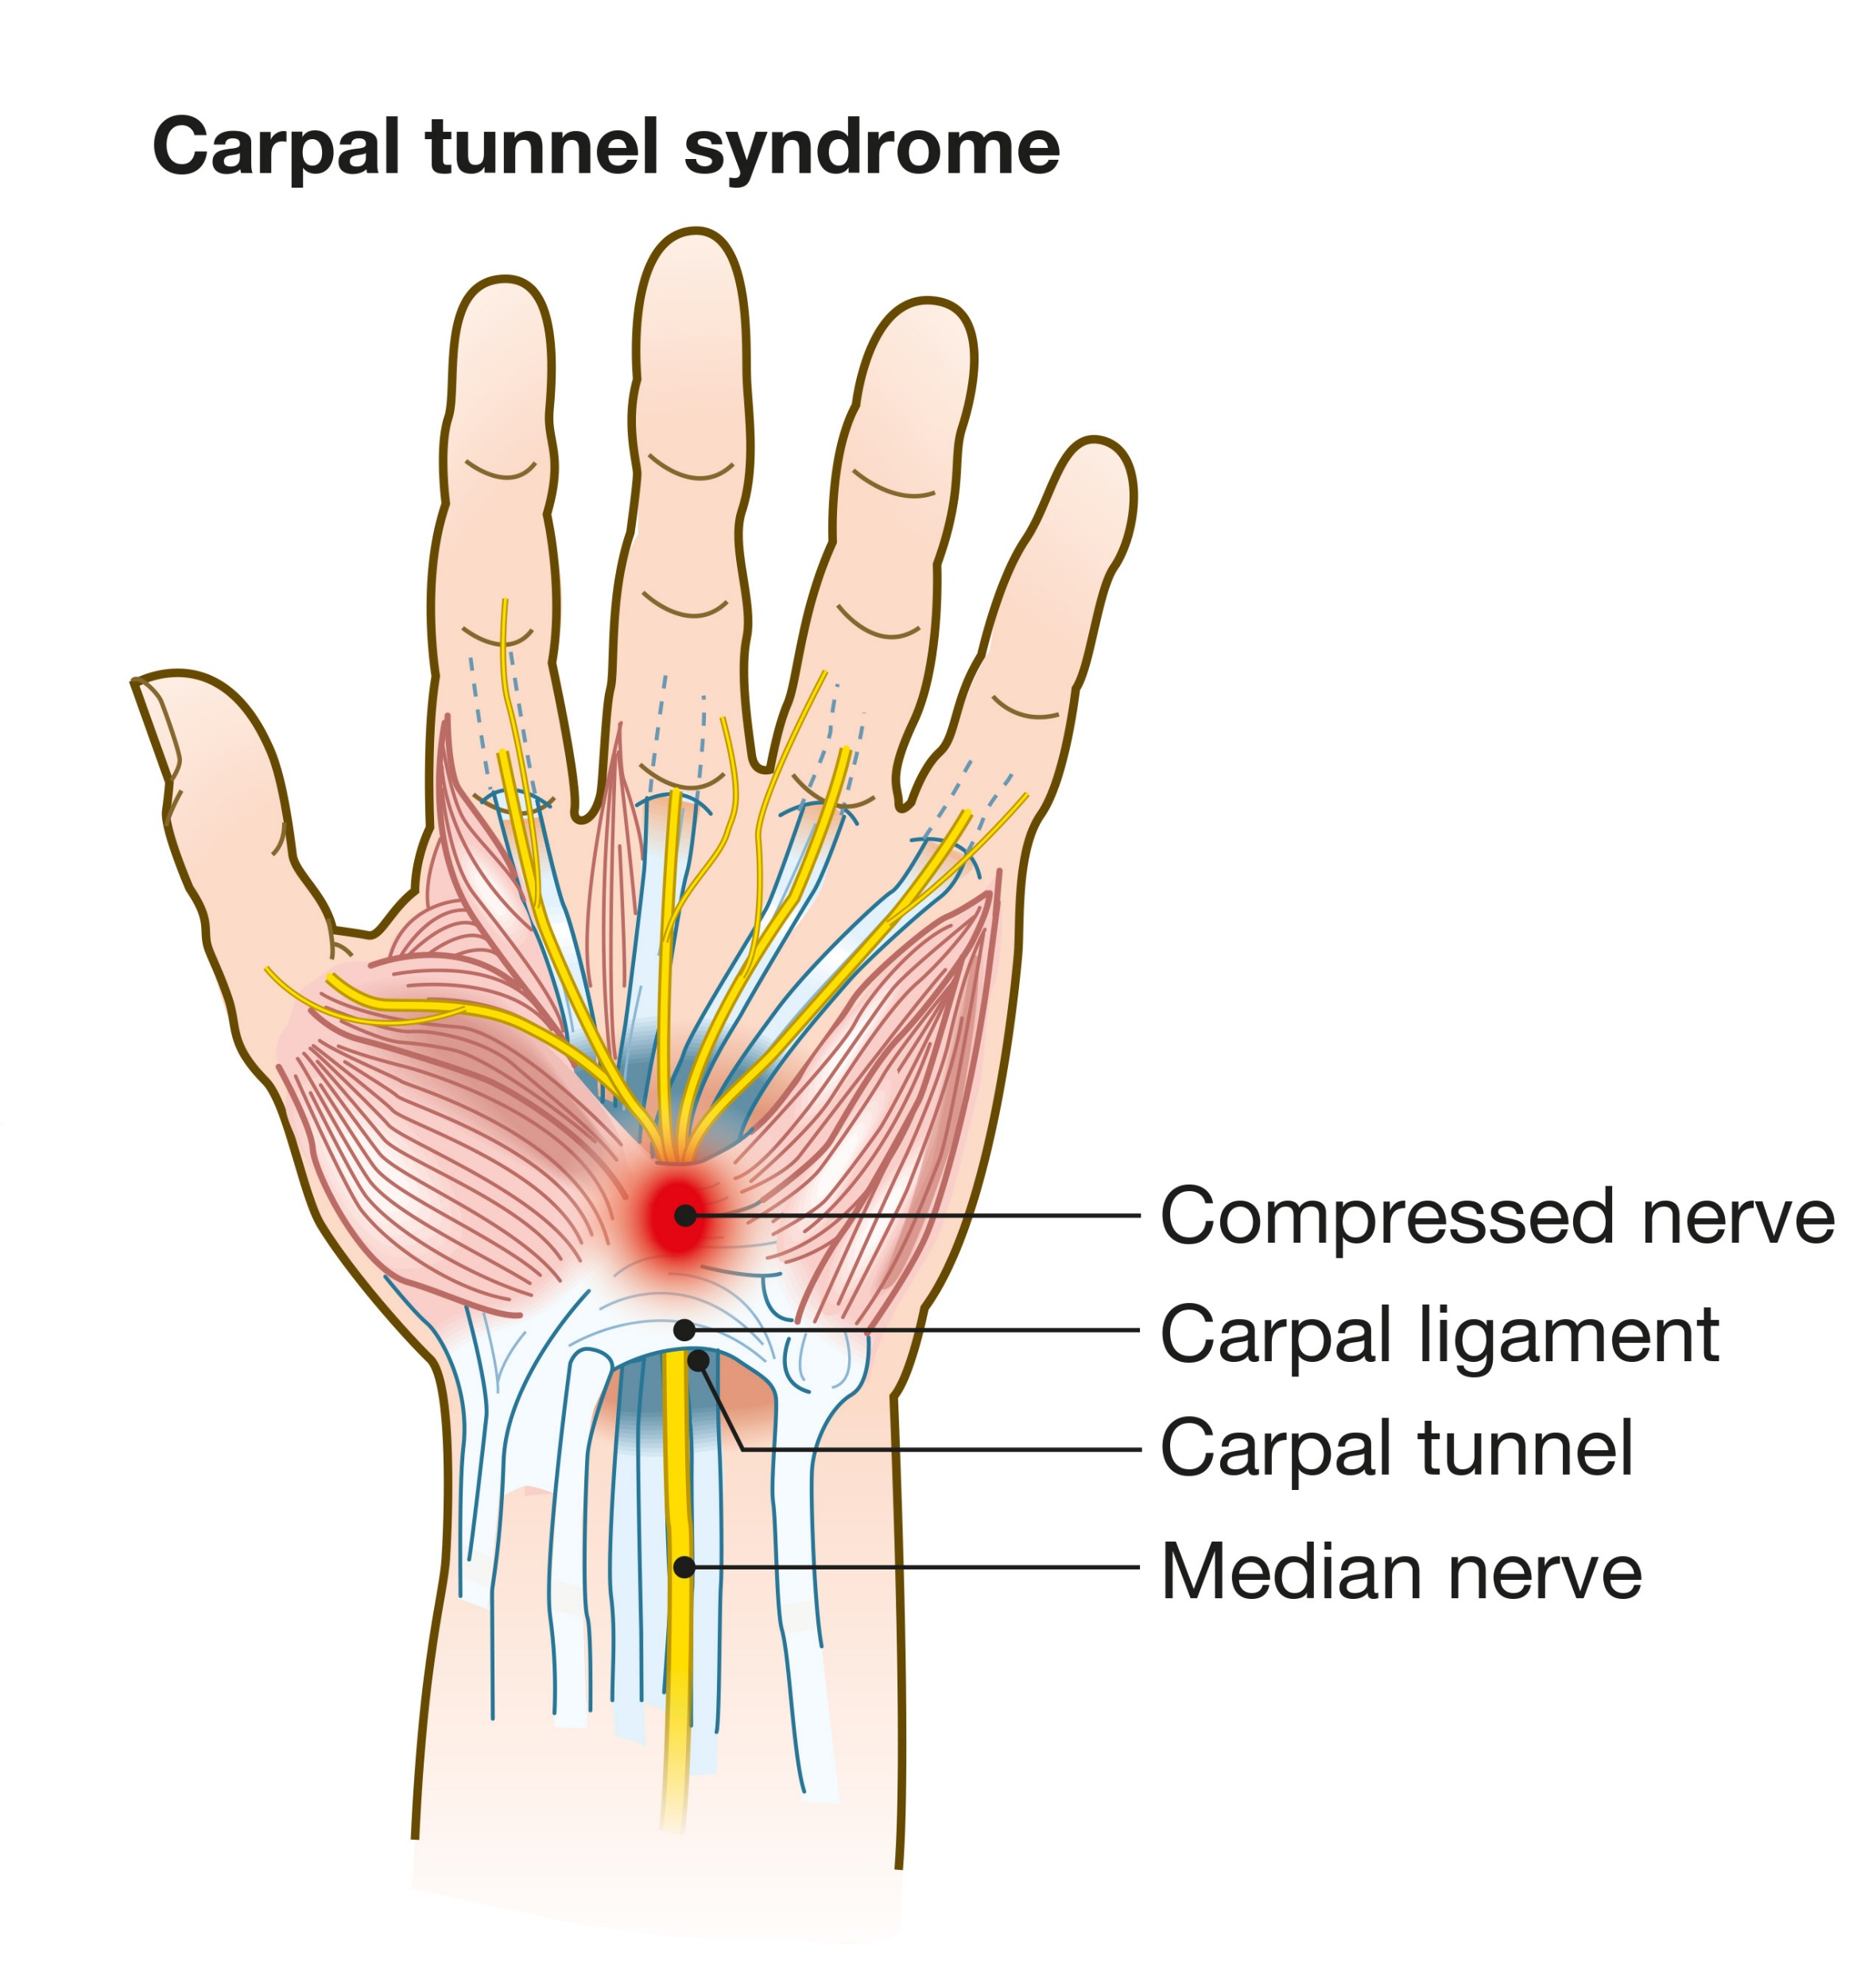 Carpal tunnel syndrome
Compressed nerve
Carpal ligament
Carpal tunnel
Median nerve